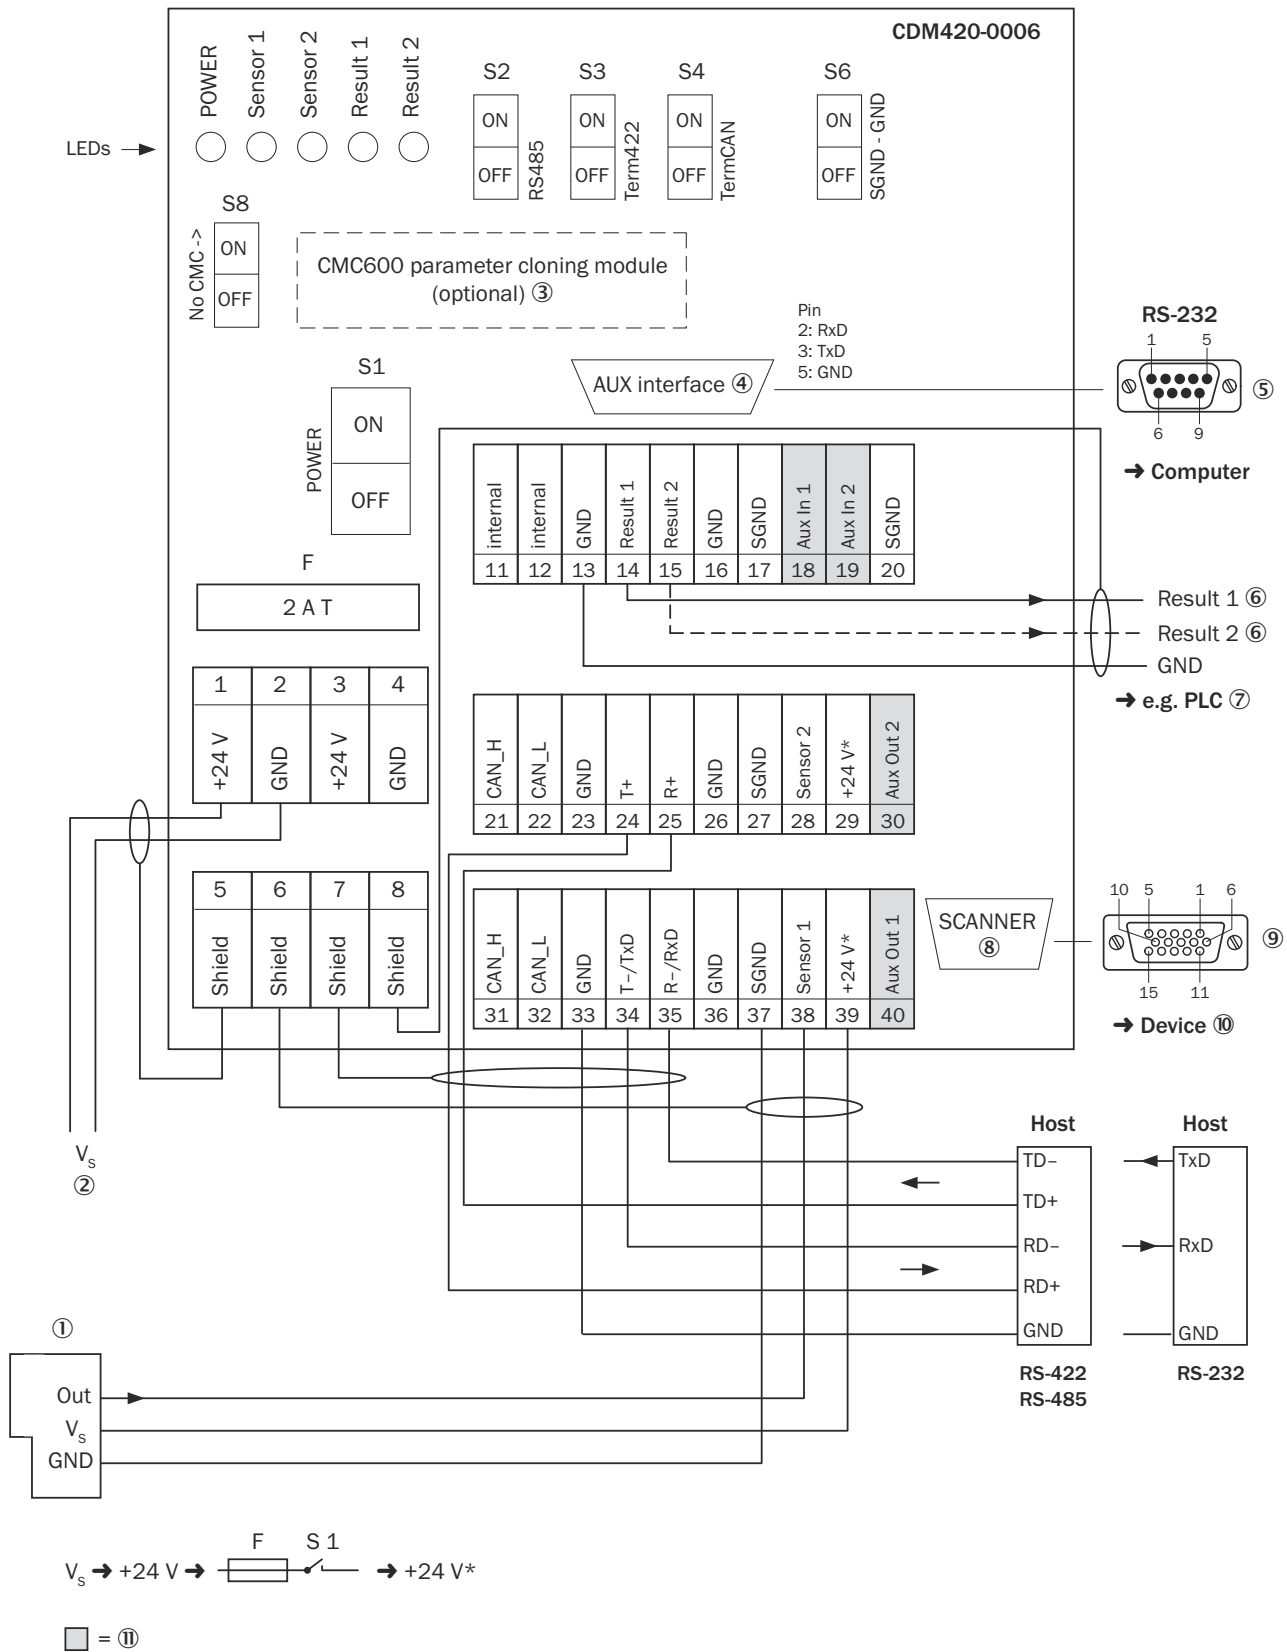 CDM420-0006
POWER
Sensor 1
Sensor 2
Result 1
Result 2
LEDs
S2
ON
OFF
RS485
S3
ON
OFF
Term422
S4
ON
OFF
TermCAN
S6
ON
OFF
SGND - GND
S8
No CMC ->
ON
OFF
CMC600 parameter cloning module
(optional) ③
Pin
2: RxD
3: TxD
5: GND
AUX interface ④
RS-232
1 5
⑤
6 9
➔ Computer
S1
POWER
ON
OFF
F
2 A T
internal
internal
GND
Result 1
Result 2
GND
SGND
Aux In 1
Aux In 2
SGND
11 12 13 14 15 16 17 18 19 20
Result 1 ⑥
Result 2 ⑥
GND
➔ e.g. PLC ⑦
1 2 3 4
+24 V
GND
+24 V
GND
CAN_H
CAN_L
GND
T+
R+
GND
SGND
Sensor 2
+24 V*
Aux Out 2
21 22 23 24 25 26 27 28 29 30
5 6 7 8
Shield
Shield
Shield
Shield
CAN_H
CAN_L
GND
T–/TxD
R–/RxD
GND
SGND
Sensor 1
+24 V*
Aux Out 1
31 32 33 34 35 36 37 38 39 40
SCANNER
⑧
10 5 1 6
⑨
15 11
➔ Device ⑩
Vs
②
Host
TD–
TD+
RD–
RD+
GND
RS-422
RS-485
Host
TxD
RxD
GND
RS-232
①
Out
Vs
GND
F S 1
Vs ➔ +24 V ➔ ➔ +24 V*
= ⑪